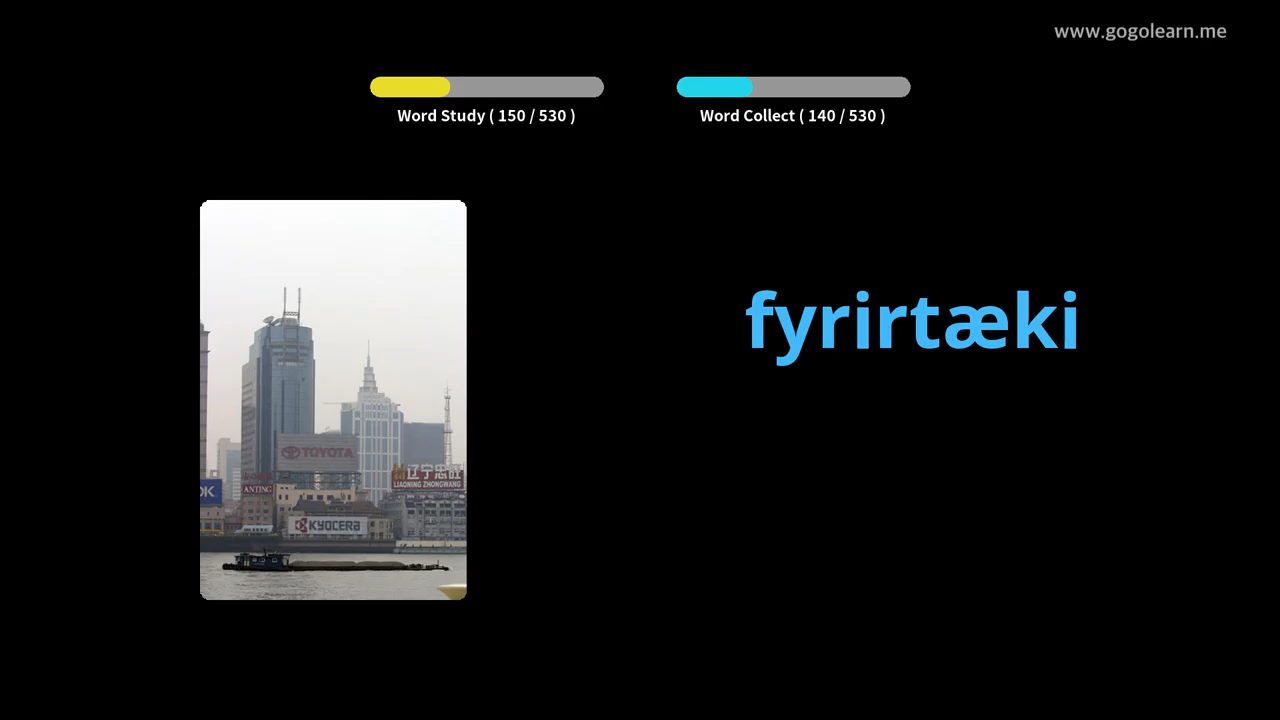 www.gogolearn.me
Word Study ( 150 / 530 )
Word Collect ( 140 / 530 )
fyrirtæki
TOYOTA
辽宁忠旺
LIAONING ZHONGWANG
OK
ANTING
KYOCERA